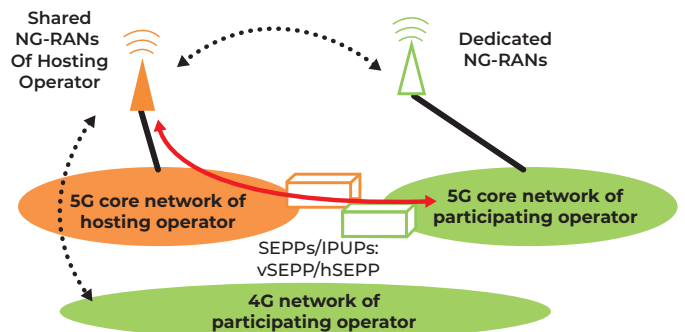 Shared
NG-RANs
Of Hosting
Operator
Dedicated
NG-RANs
5G core network of
hosting operator
5G core network of
participating operator
SEPPs/IPUPs:
vSEPP/hSEPP
4G network of
participating operator